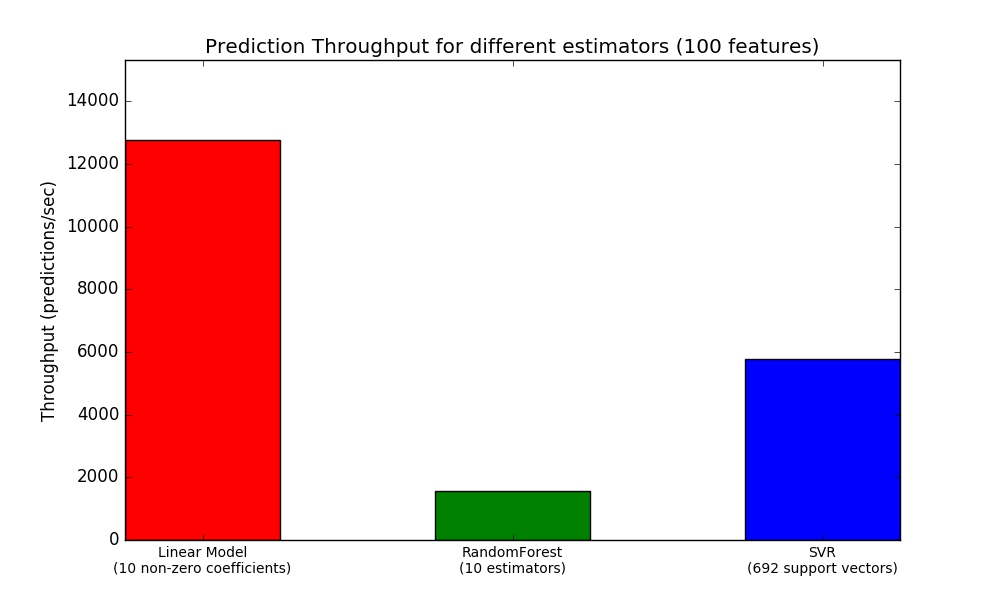 Prediction Throughput for different estimators (100 features)
Throughput (predictions/sec)
14000
12000
10000
8000
6000
4000
2000
0
Linear Model
(10 non-zero coefficients)
RandomForest
(10 estimators)
SVR
(692 support vectors)